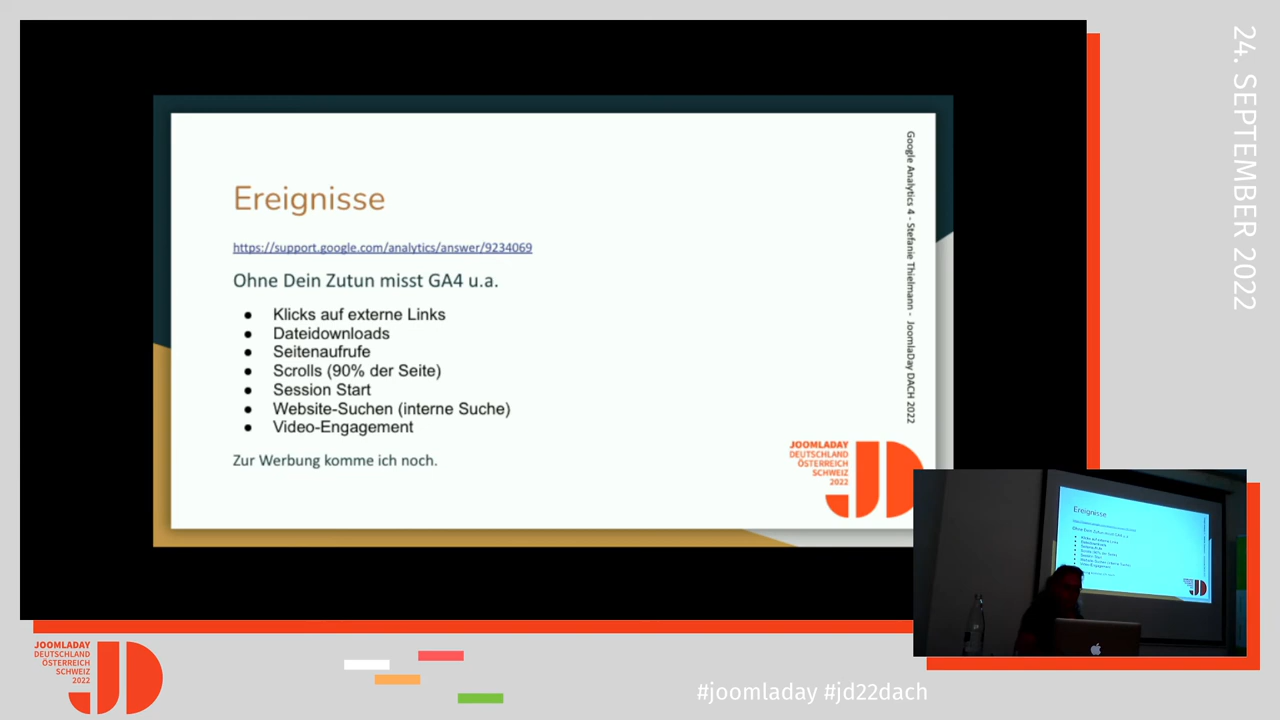 24. SEPTEMBER 2022
Ereignisse
https://support.google.com/analytics/answer/9234069
Ohne Dein Zutun misst GA4 u.a.
● Klicks auf externe Links
● Dateidownloads
● Seitenaufrufe
● Scrolls (90% der Seite)
● Session Start
● Website-Suchen (interne Suche)
● Video-Engagement
Zur Werbung komme ich noch.
Google Analytics 4 - Stefanie Thielmann - JoomlaDay DACH 2022
JOOMLADAY
DEUTSCHLAND
ÖSTERREICH
SCHWEIZ
2022
JD
Ereignisse
JOOMLADAY
DEUTSCHLAND
ÖSTERREICH
SCHWEIZ
2022
JD
#joomladay #jd22dach